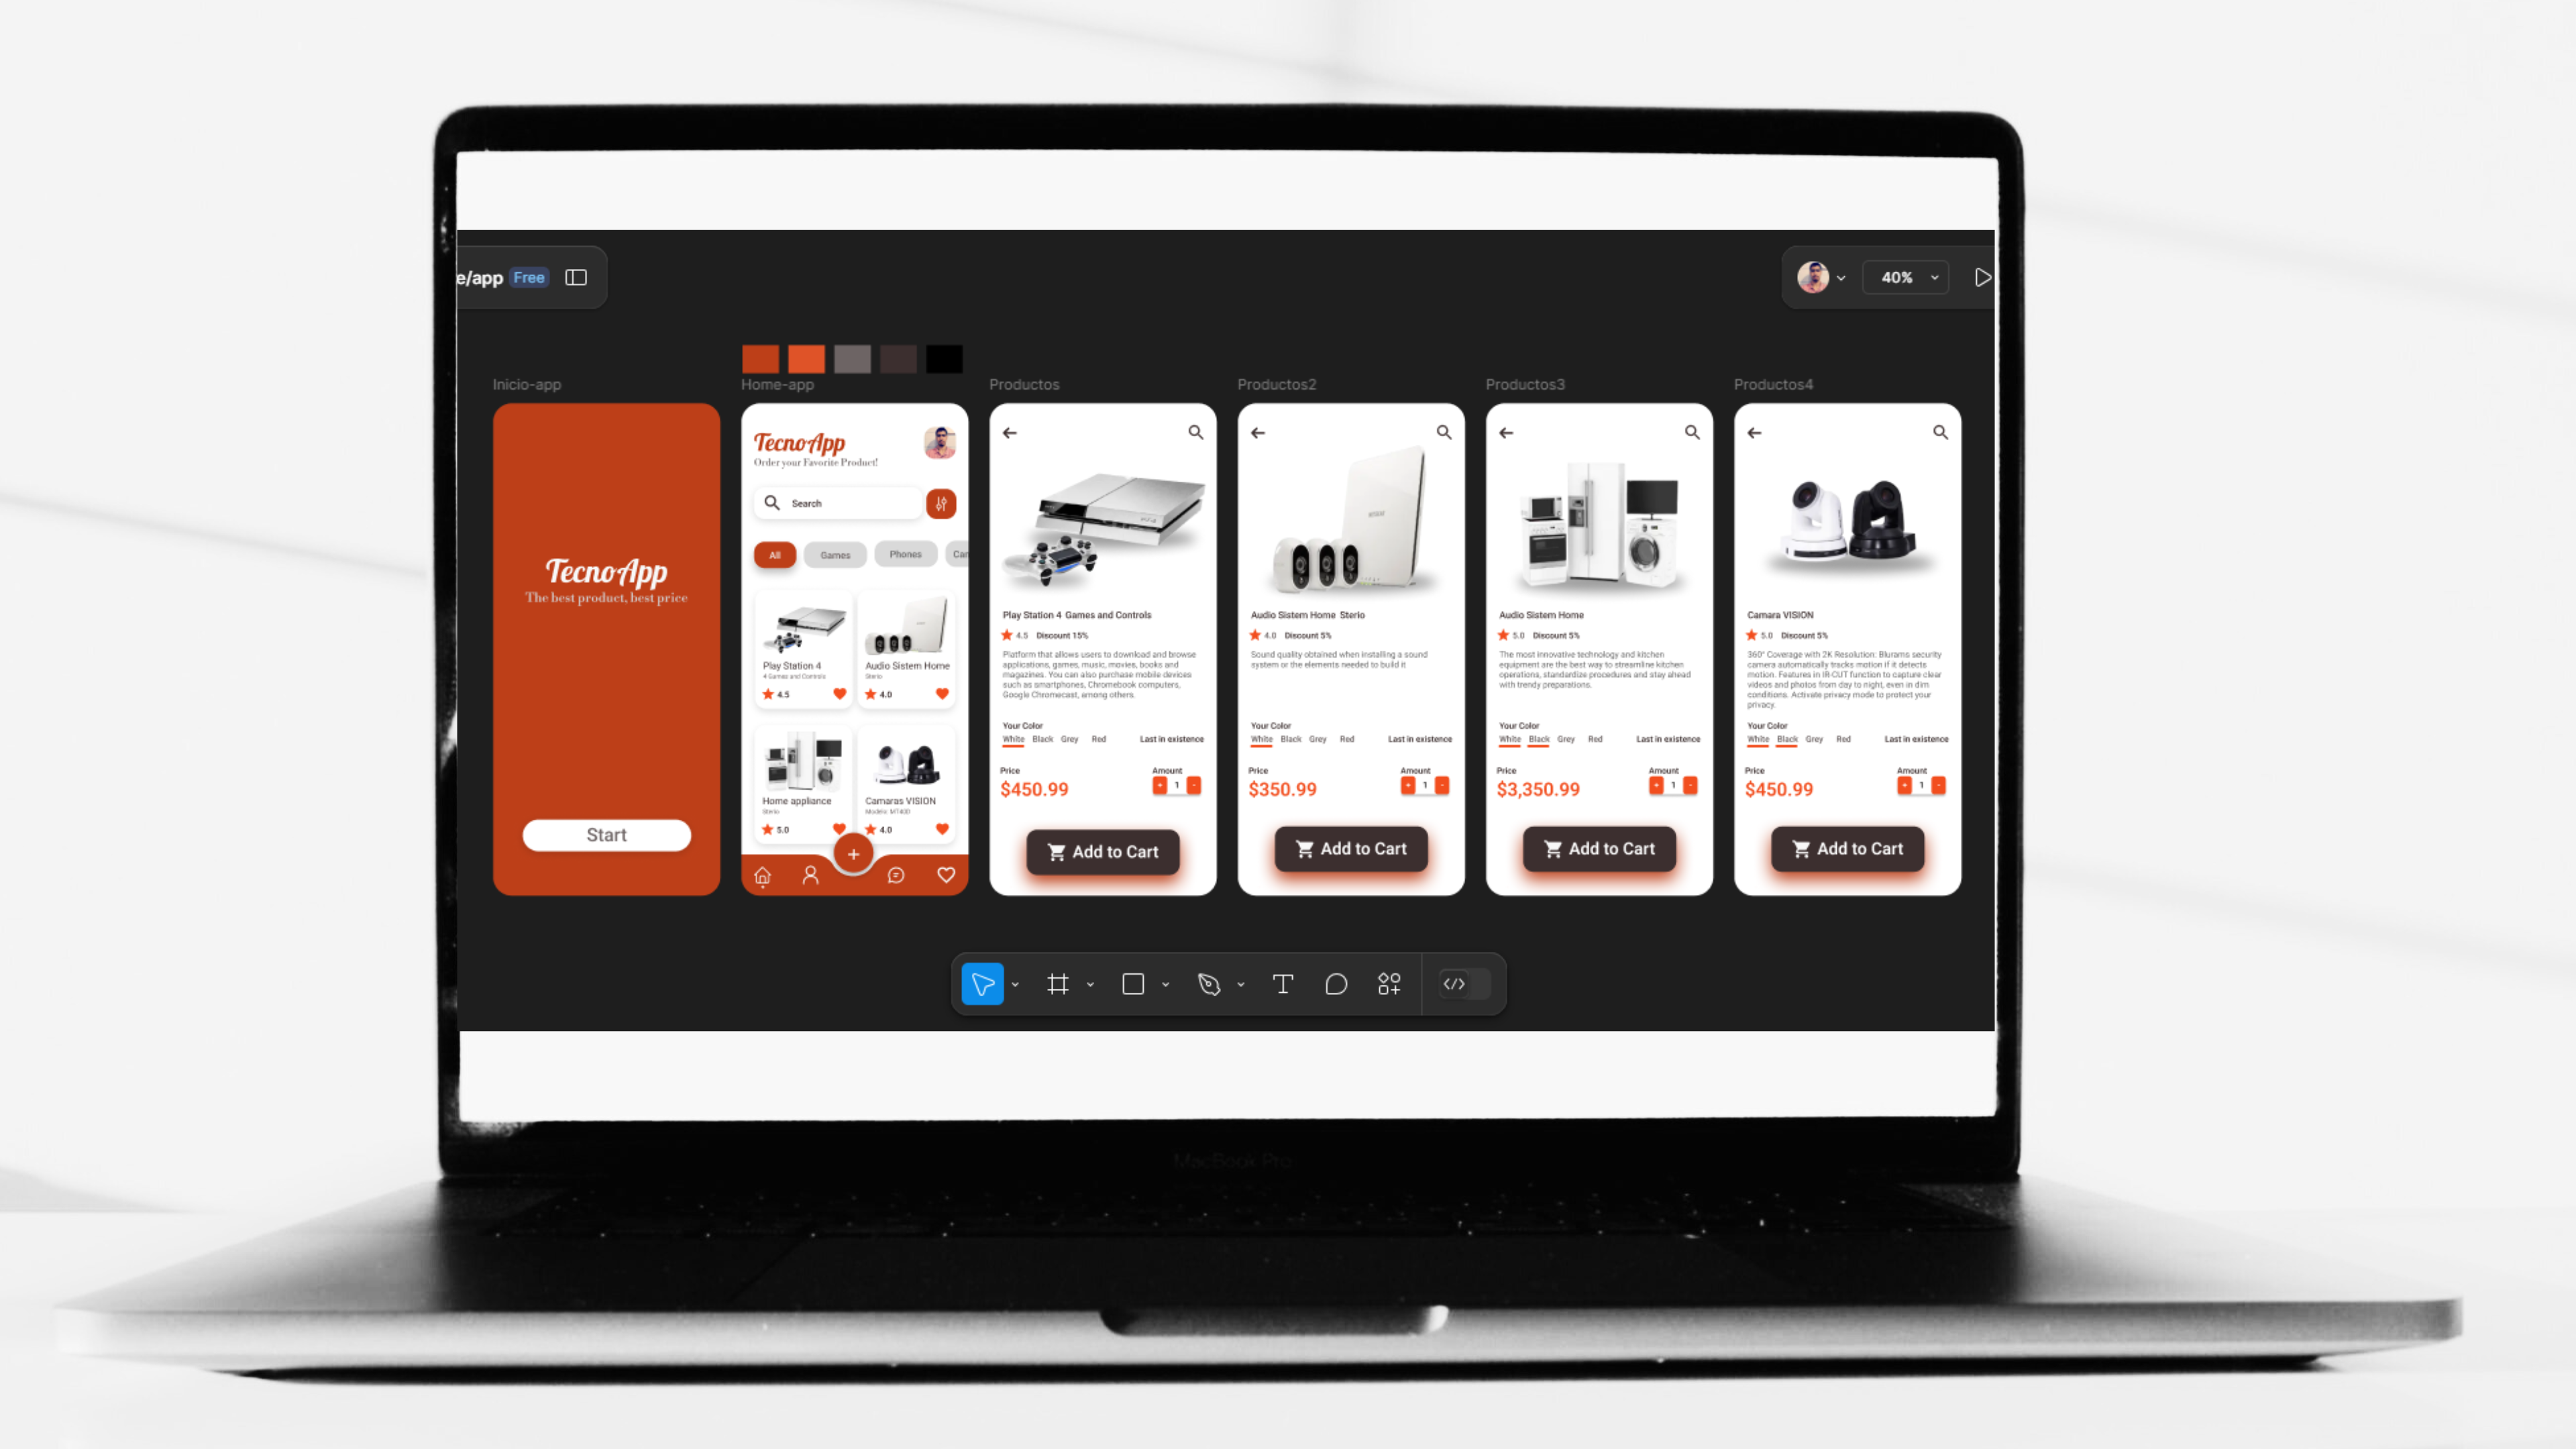 e/app Free
40%
Inicio-app
Home-app
Productos
Productos2
Productos3
Productos4
TecnoApp
The best product, best price
Start
TecnoApp
Order your Favorite Product!
Search
All Games Phones Car
Play Station 4
4 Games and Controls
4.5
Audio Sistem Home
Sterio
4.0
Home appliance
Sterio
5.0
Camaras VISION
Modelo MT400
4.0
PS4
Play Station 4 Games and Controls
4.5 Discount 15%
Platform that allows users to download and browse
applications, games, music, movies, books and
magazines. You can also purchase mobile devices
such as smartphones, Chromebook computers,
Google Chromecast, among others.
Your Color
White Black Grey Red Last in existence
Price Amount
$450.99 + 1 -
Add to Cart
NETGEAR
Audio Sistem Home Sterio
4.0 Discount 5%
Sound quality obtained when installing a sound
system or the elements needed to build it
Your Color
White Black Grey Red Last in existence
Price Amount
$350.99 + 1 -
Add to Cart
Audio Sistem Home
5.0 Discount 5%
The most innovative technology and kitchen
equipment are the best way to streamline kitchen
operations, standardize procedures and stay ahead
with trendy preparations.
Your Color
White Black Grey Red Last in existence
Price Amount
$3,350.99 + 1 -
Add to Cart
Camara VISION
5.0 Discount 5%
360° Coverage with 2K Resolution: Blurams security
camera automatically tracks motion if it detects
motion. Features in IR-CUT function to capture clear
videos and photos from day to night, even in dim
conditions. Activate privacy mode to protect your
privacy.
Your Color
White Black Grey Red Last in existence
Price Amount
$450.99 + 1 -
Add to Cart
MacBook Pro